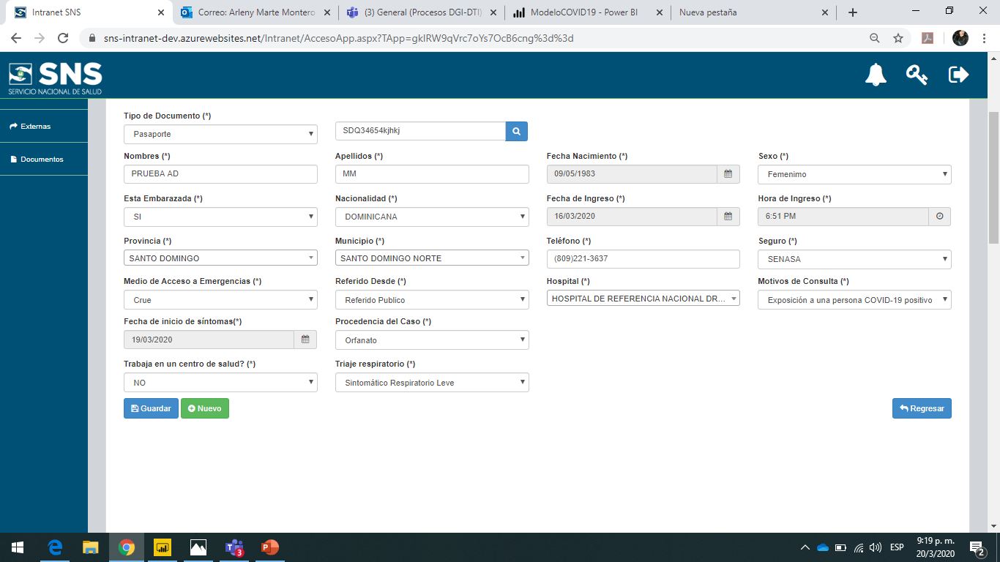 Intranet SNS
Correo: Arleny Marte Montero
(3) General (Procesos DGI-DTI)
ModeloCOVID19 - Power BI
Nueva pestaña
sns-intranet-dev.azurewebsites.net/Intranet/AccesoApp.aspx?TApp=gkIRW9qVrc7oYs7OcB6cng%3d%3d
SNS
SERVICIO NACIONAL DE SALUD
Externas
Documentos
Tipo de Documento (*)
Pasaporte
SDQ34654kjhkj
Nombres (*) Apellidos (*) Fecha Nacimiento (*) Sexo (*)
PRUEBA AD MM 09/05/1983 Femenimo
Esta Embarazada (*) Nacionalidad (*) Fecha de Ingreso (*) Hora de Ingreso (*)
SI DOMINICANA 16/03/2020 6:51 PM
Provincia (*) Municipio (*) Teléfono (*) Seguro (*)
SANTO DOMINGO SANTO DOMINGO NORTE (809)221-3637 SENASA
Medio de Acceso a Emergencias (*) Referido Desde (*) Hospital (*) Motivos de Consulta (*)
Crue Referido Publico HOSPITAL DE REFERENCIA NACIONAL DR... Exposición a una persona COVID-19 positivo
Fecha de inicio de síntomas(*) Procedencia del Caso (*)
19/03/2020 Orfanato
Trabaja en un centro de salud? (*) Triaje respiratorio (*)
NO Sintomático Respiratorio Leve
Guardar Nuevo Regresar
3
P
ESP
9:19 p. m.
20/3/2020
2